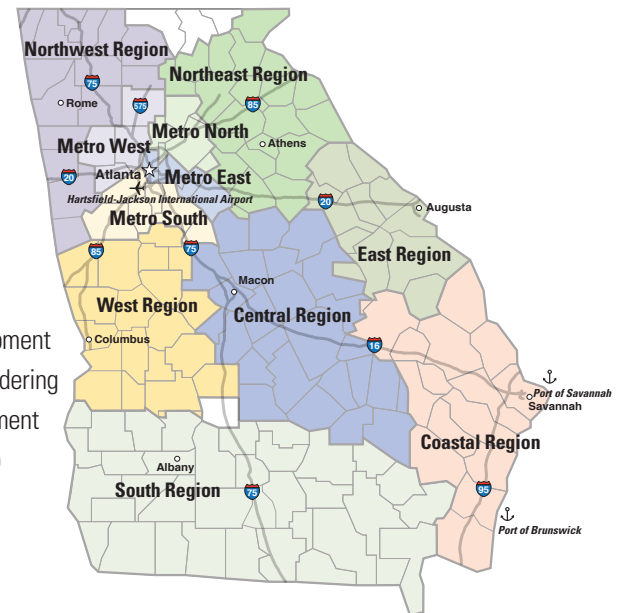 Northwest Region
75
Northeast Region
Rome
575
85
Metro North
Metro West
Athens
Atlanta
20
Metro East
Hartsfield-Jackson International Airport
20
Augusta
Metro South
85
75
East Region
Macon
West Region
Central Region
opment
Columbus
16
dering
Port of Savannah
ment
Savannah
Coastal Region
Albany
South Region
75
95
Port of Brunswick